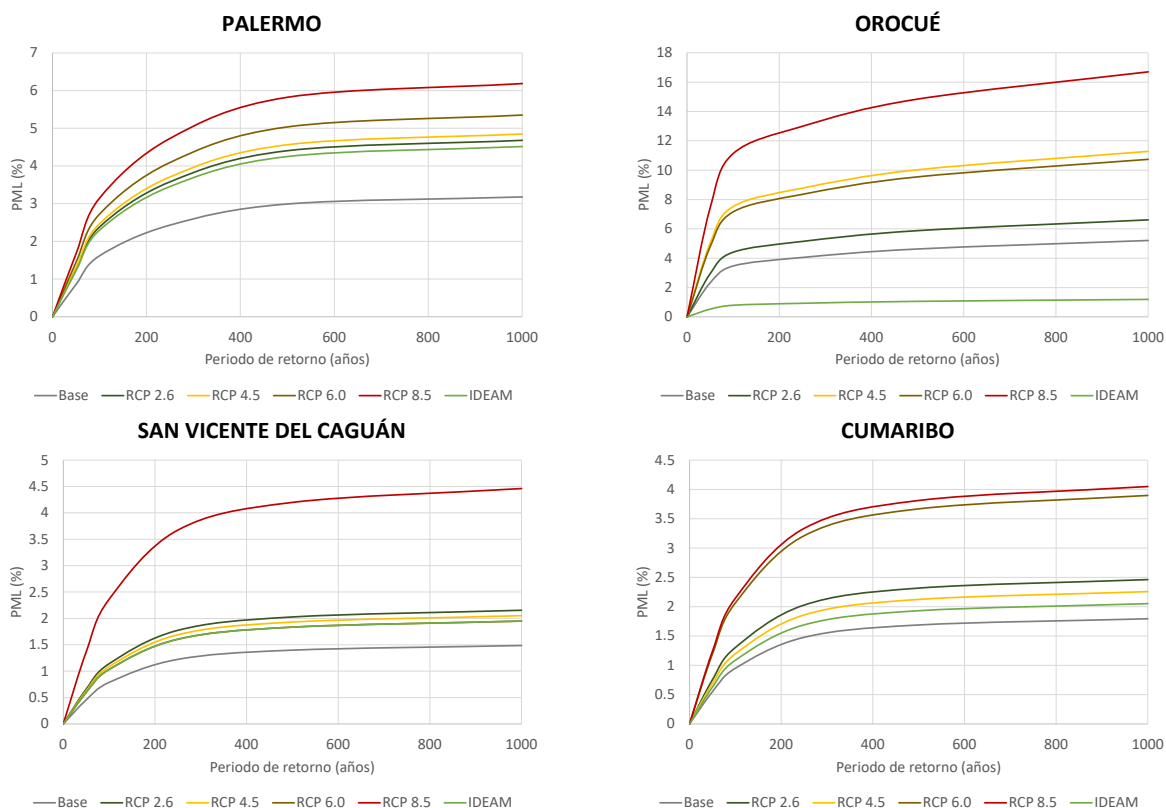 PALERMO
7
6
5
4
3
2
1
0
PML (%)
0 200 400 600 800 1000
Periodo de retorno (años)
Base RCP 2.6 RCP 4.5 RCP 6.0 RCP 8.5 IDEAM
OROCUÉ
18
16
14
12
10
8
6
4
2
0
PML (%)
0 200 400 600 800 1000
Periodo de retorno (años)
Base RCP 2.6 RCP 4.5 RCP 6.0 RCP 8.5 IDEAM
SAN VICENTE DEL CAGUÁN
5
4.5
4
3.5
3
2.5
2
1.5
1
0.5
0
PML (%)
0 200 400 600 800 1000
Periodo de retorno (años)
Base RCP 2.6 RCP 4.5 RCP 6.0 RCP 8.5 IDEAM
CUMARIBO
4.5
4
3.5
3
2.5
2
1.5
1
0.5
0
PML (%)
0 200 400 600 800 1000
Periodo de retorno (años)
Base RCP 2.6 RCP 4.5 RCP 6.0 RCP 8.5 IDEAM